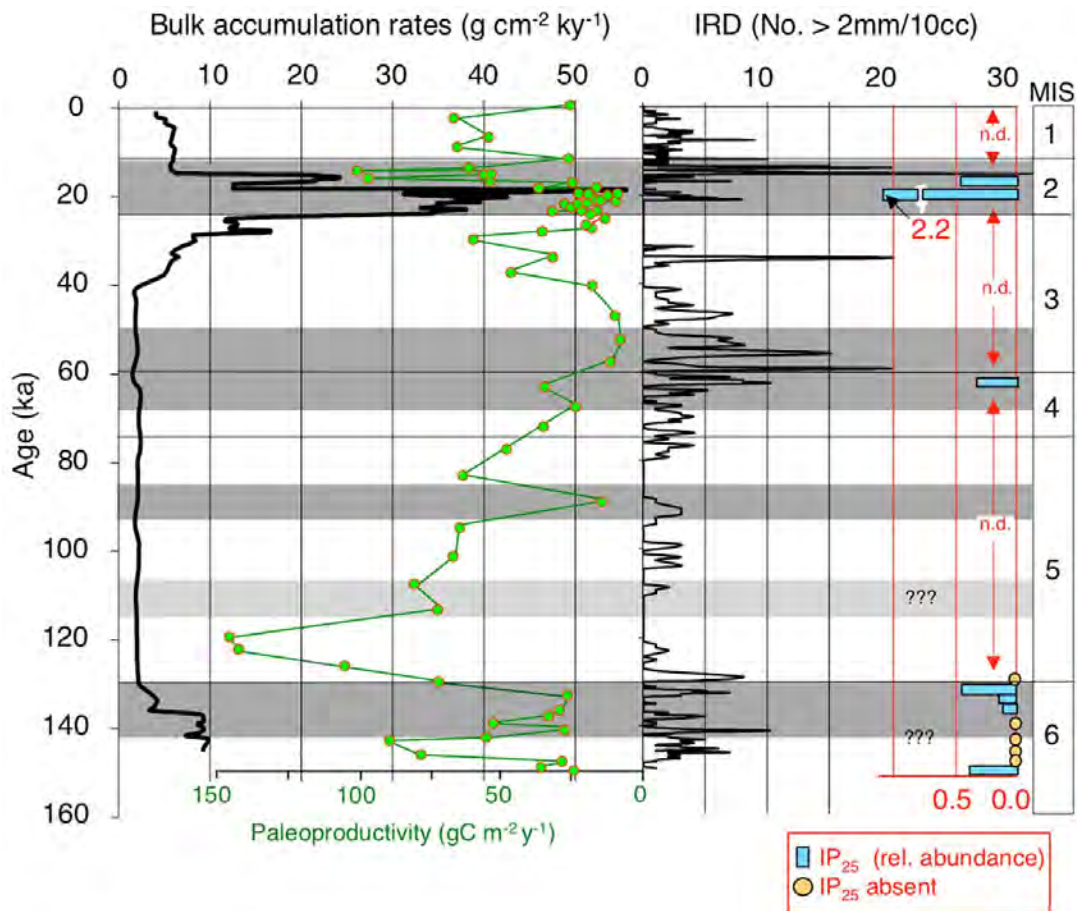 Bulk accumulation rates (g cm-2 ky-1)
IRD (No. > 2mm/10cc)
0 10 20 30 40 50
0 10 20 30
MIS
0
20
40
60
80
100
120
140
160
Age (ka)
n.d.
2.2
n.d.
n.d.
???
???
1
2
3
4
5
6
150 100 50 0
Paleoproductivity (gC m-2 y-1)
0.5 0.0
IP25 (rel. abundance)
IP25 absent